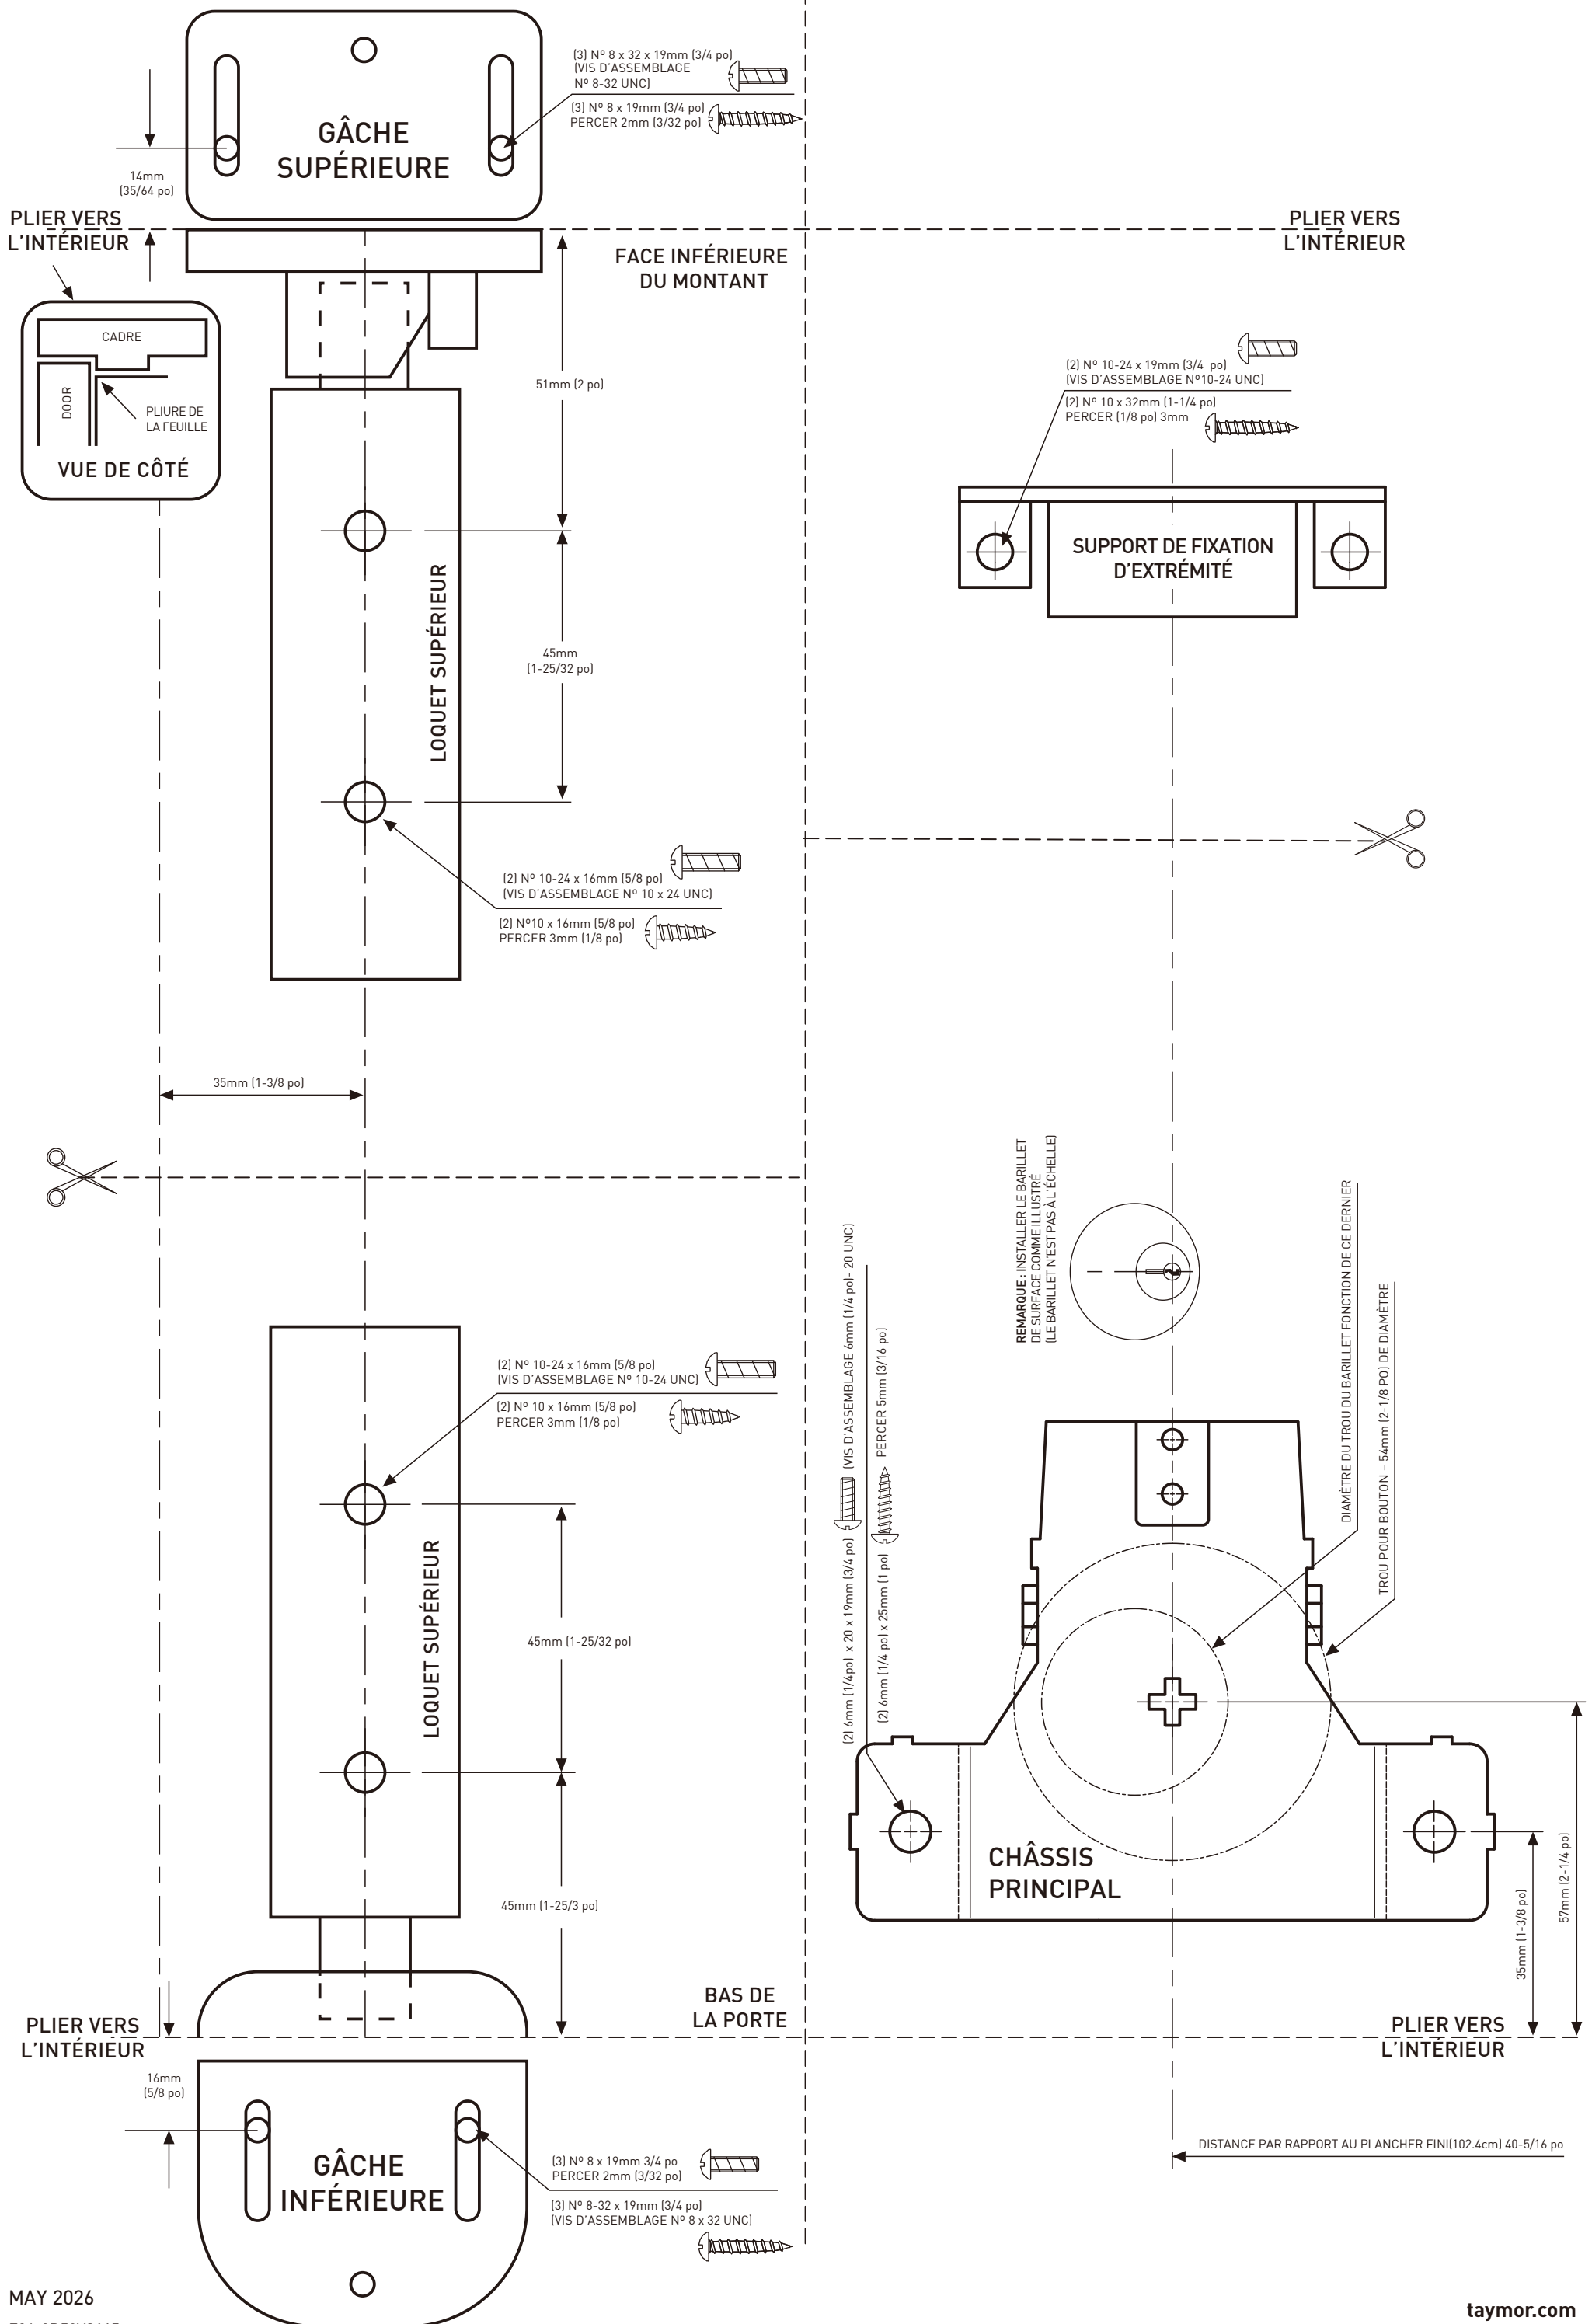 (3) Nº 8 x 32 x 19mm (3/4 po)
(VIS D'ASSEMBLAGE
Nº 8-32 UNC)
(3) Nº 8 x 19mm (3/4 po)
PERCER 2mm (3/32 po)
GÂCHE
SUPÉRIEURE
14mm
(35/64 po)
PLIER VERS
L'INTÉRIEUR
PLIER VERS
L'INTÉRIEUR
FACE INFÉRIEURE
DU MONTANT
CADRE
DOOR
PLIURE DE
LA FEUILLE
VUE DE CÔTÉ
51mm (2 po)
(2) Nº 10-24 x 19mm (3/4 po)
(VIS D'ASSEMBLAGE Nº10-24 UNC)
(2) Nº 10 x 32mm (1-1/4 po)
PERCER (1/8 po) 3mm
SUPPORT DE FIXATION
D'EXTRÉMITÉ
LOQUET SUPÉRIEUR
45mm
(1-25/32 po)
(2) Nº 10-24 x 16mm (5/8 po)
(VIS D'ASSEMBLAGE Nº 10 x 24 UNC)
(2) Nº10 x 16mm (5/8 po)
PERCER 3mm (1/8 po)
35mm (1-3/8 po)
REMARQUE : INSTALLER LE BARILLET
DE SURFACE COMME ILLUSTRÉ
(LE BARILLET N'EST PAS À L'ÉCHELLE)
(2) 6mm (1/4po) x 20 x 19mm (3/4 po) (VIS D'ASSEMBLAGE 6mm (1/4 po)- 20 UNC)
(2) 6mm (1/4 po) x 25mm (1 po) PERCER 5mm (3/16 po)
DIAMÈTRE DU TROU DU BARILLET FONCTION DE CE DERNIER
TROU POUR BOUTON – 54mm (2-1/8 PO) DE DIAMÈTRE
(2) Nº 10-24 x 16mm (5/8 po)
(VIS D'ASSEMBLAGE Nº 10-24 UNC)
(2) Nº 10 x 16mm (5/8 po)
PERCER 3mm (1/8 po)
LOQUET SUPÉRIEUR
45mm (1-25/32 po)
45mm (1-25/3 po)
CHÂSSIS
PRINCIPAL
35mm (1-3/8 po)
57mm (2-1/4 po)
BAS DE
LA PORTE
PLIER VERS
L'INTÉRIEUR
PLIER VERS
L'INTÉRIEUR
16mm
(5/8 po)
GÂCHE
INFÉRIEURE
(3) Nº 8 x 19mm 3/4 po
PERCER 2mm (3/32 po)
(3) Nº 8-32 x 19mm (3/4 po)
(VIS D'ASSEMBLAGE Nº 8 x 32 UNC)
DISTANCE PAR RAPPORT AU PLANCHER FINI(102.4cm) 40-5/16 po
MAY 2026
taymor.com